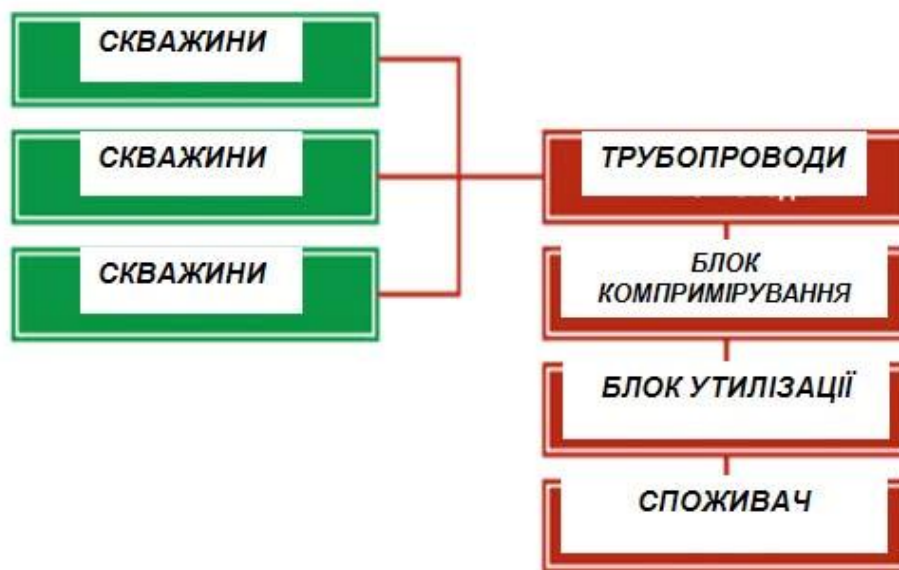 СКВАЖИНИ
СКВАЖИНИ
СКВАЖИНИ
ТРУБОПРОВОДИ
БЛОК
КОМПРИМІРУВАННЯ
БЛОК УТИЛІЗАЦІЇ
СПОЖИВАЧ